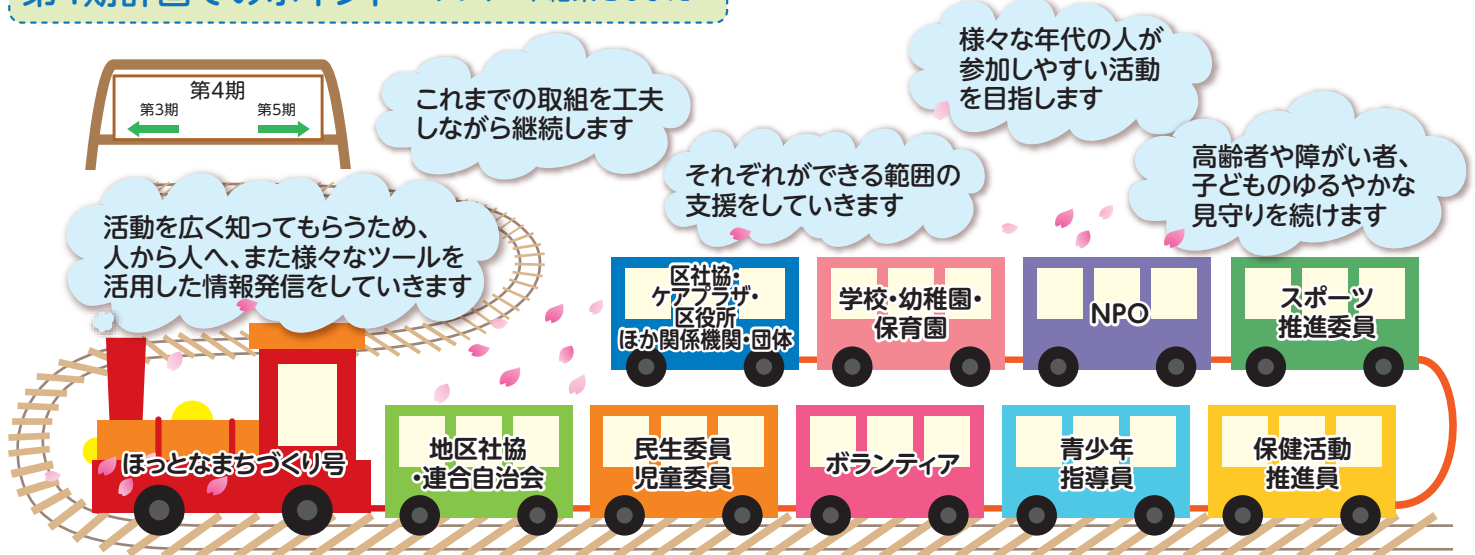 第4期計画でのポイント
第4期
第3期
第5期
これまでの取組を工夫
しながら継続します
様々な年代の人が
参加しやすい活動
を目指します
それぞれができる範囲の
支援をしていきます
高齢者や障がい者、
子どものゆるやかな
見守りを続けます
活動を広く知ってもらうため、
人から人へ、また様々なツールを
活用した情報発信をしていきます
区社協・
ケアプラザ・
区役所
ほか関係機関・団体
学校・幼稚園・
保育園
NPO
スポーツ
推進委員
ほっとなまちづくり号
地区社協
・連合自治会
民生委員
児童委員
ボランティア
青少年
指導員
保健活動
推進員